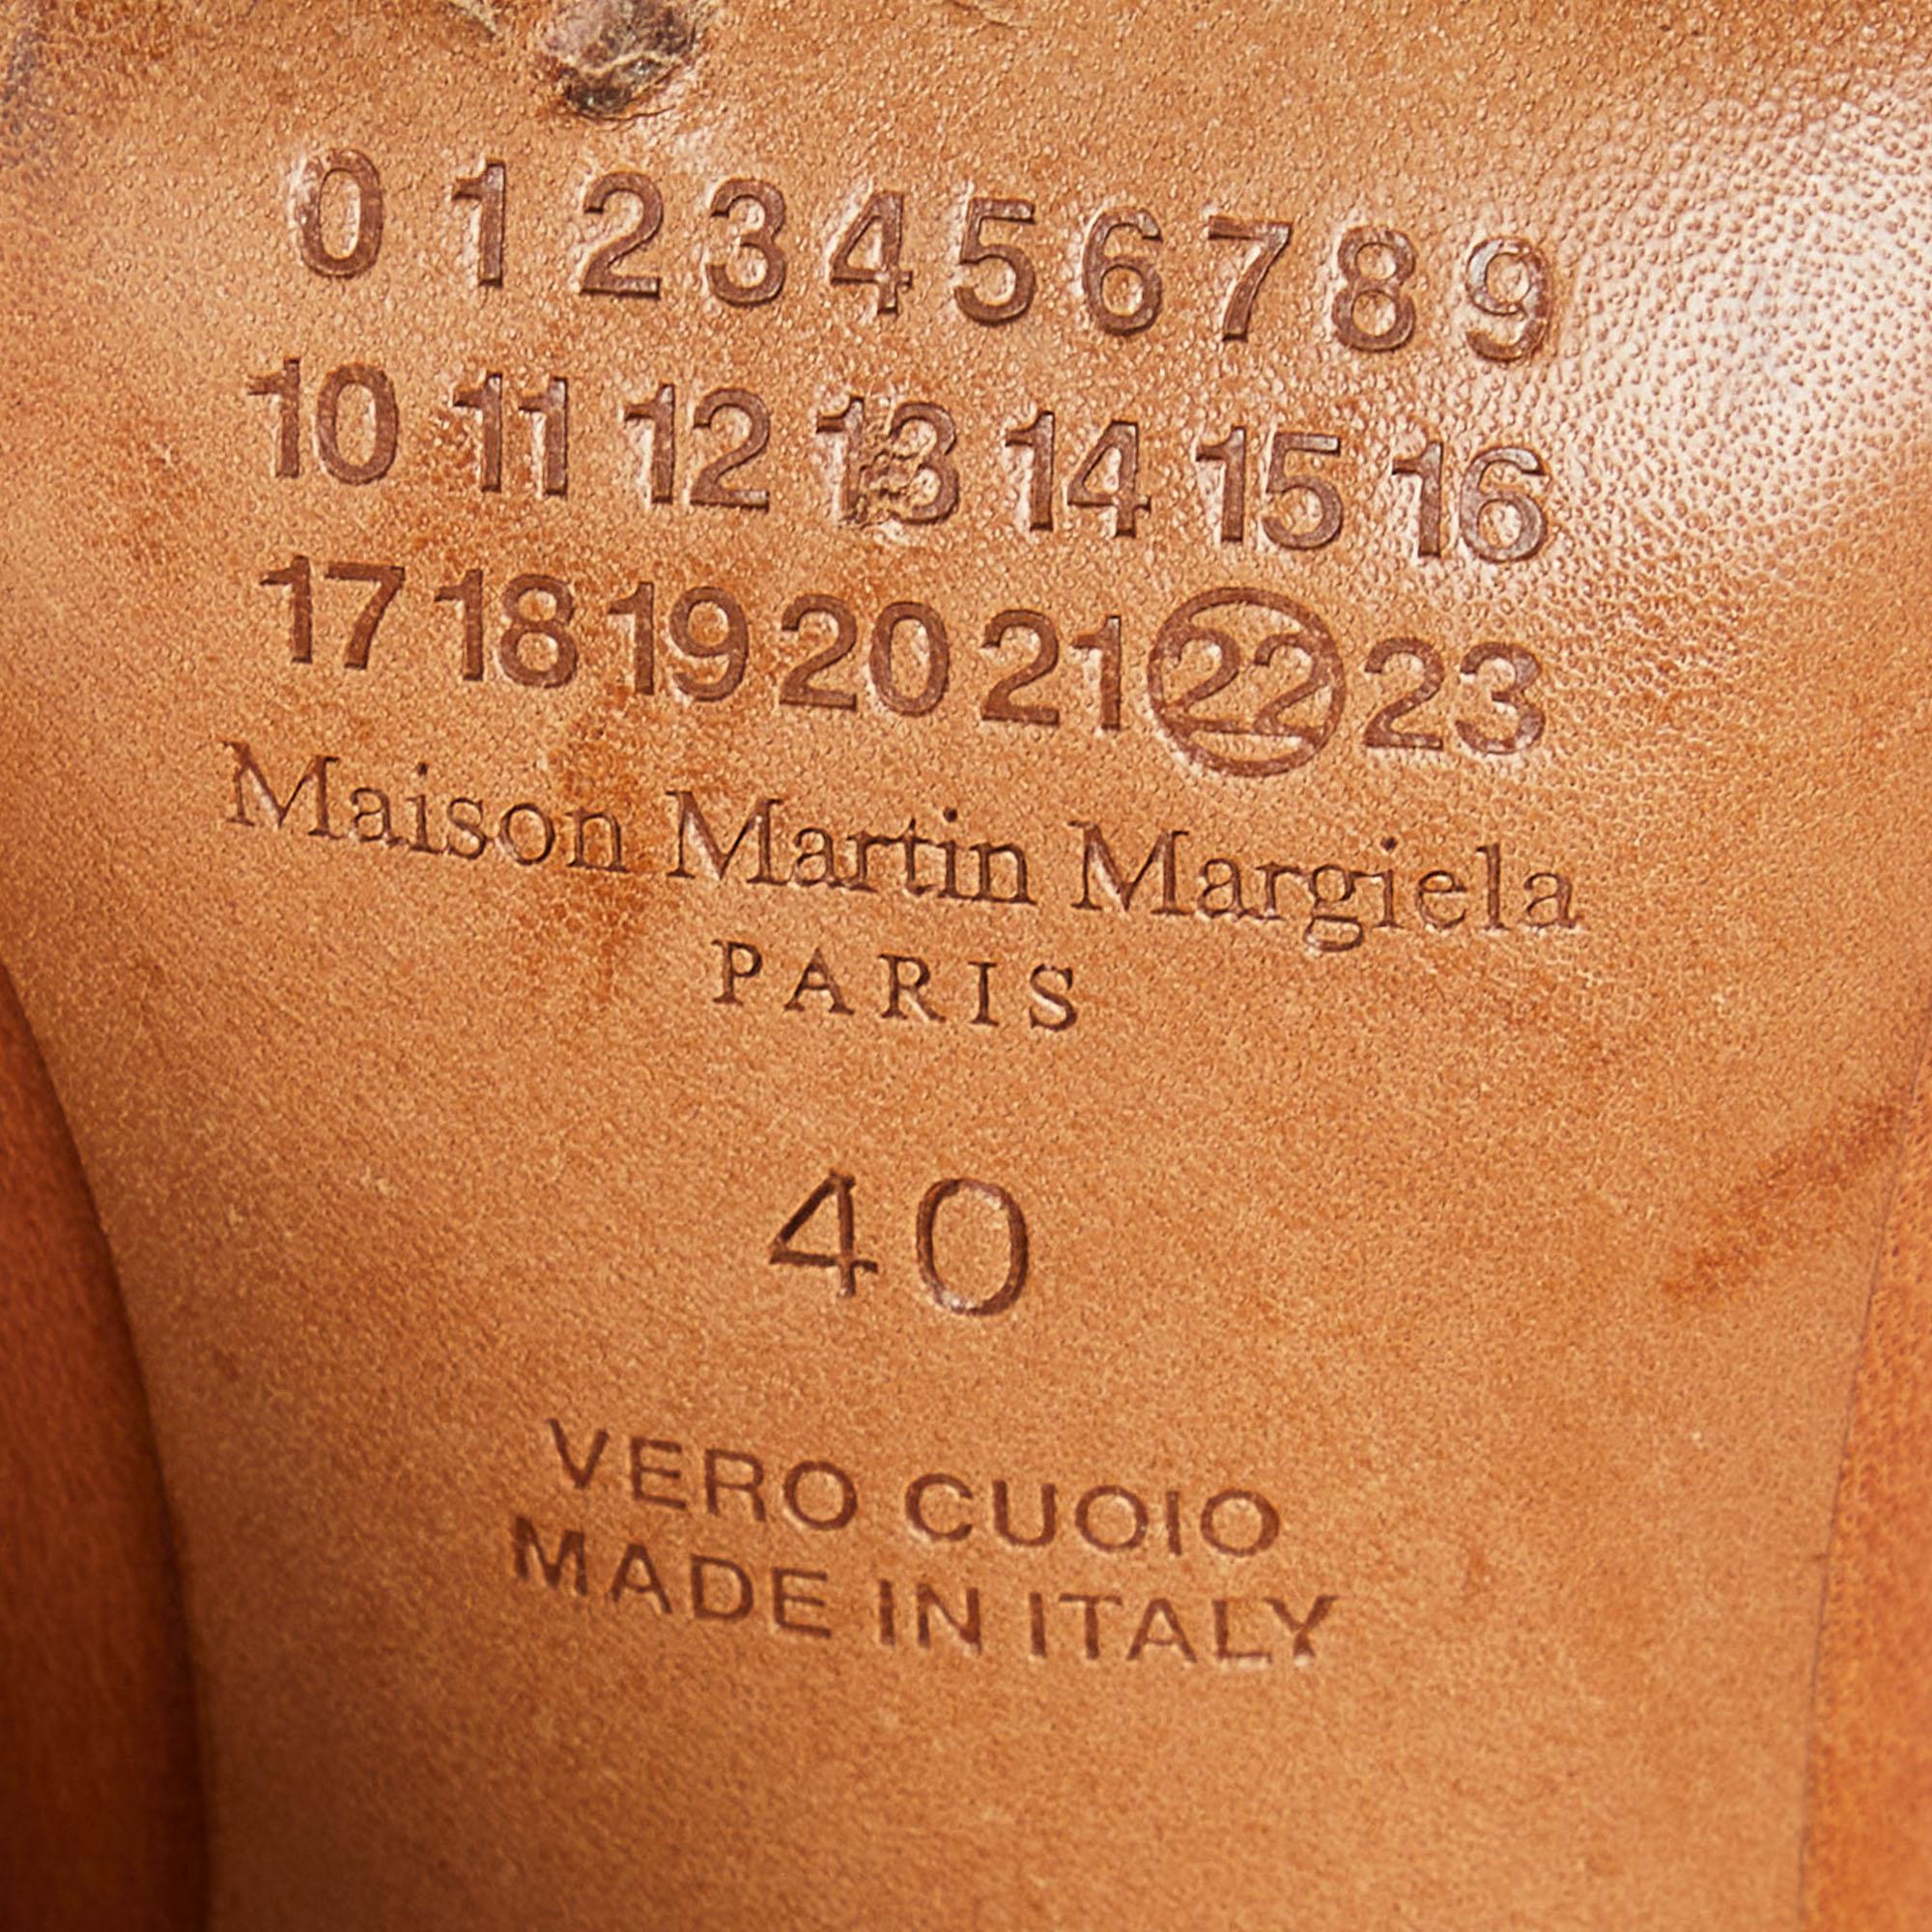 0 1 2 3 4 5 6 7 8 9
10 11 12 13 14 15 16
17 18 19 20 21 22 23
Maison Martin Margiela
PARIS
40
VERO CUOIO
MADE IN ITALY